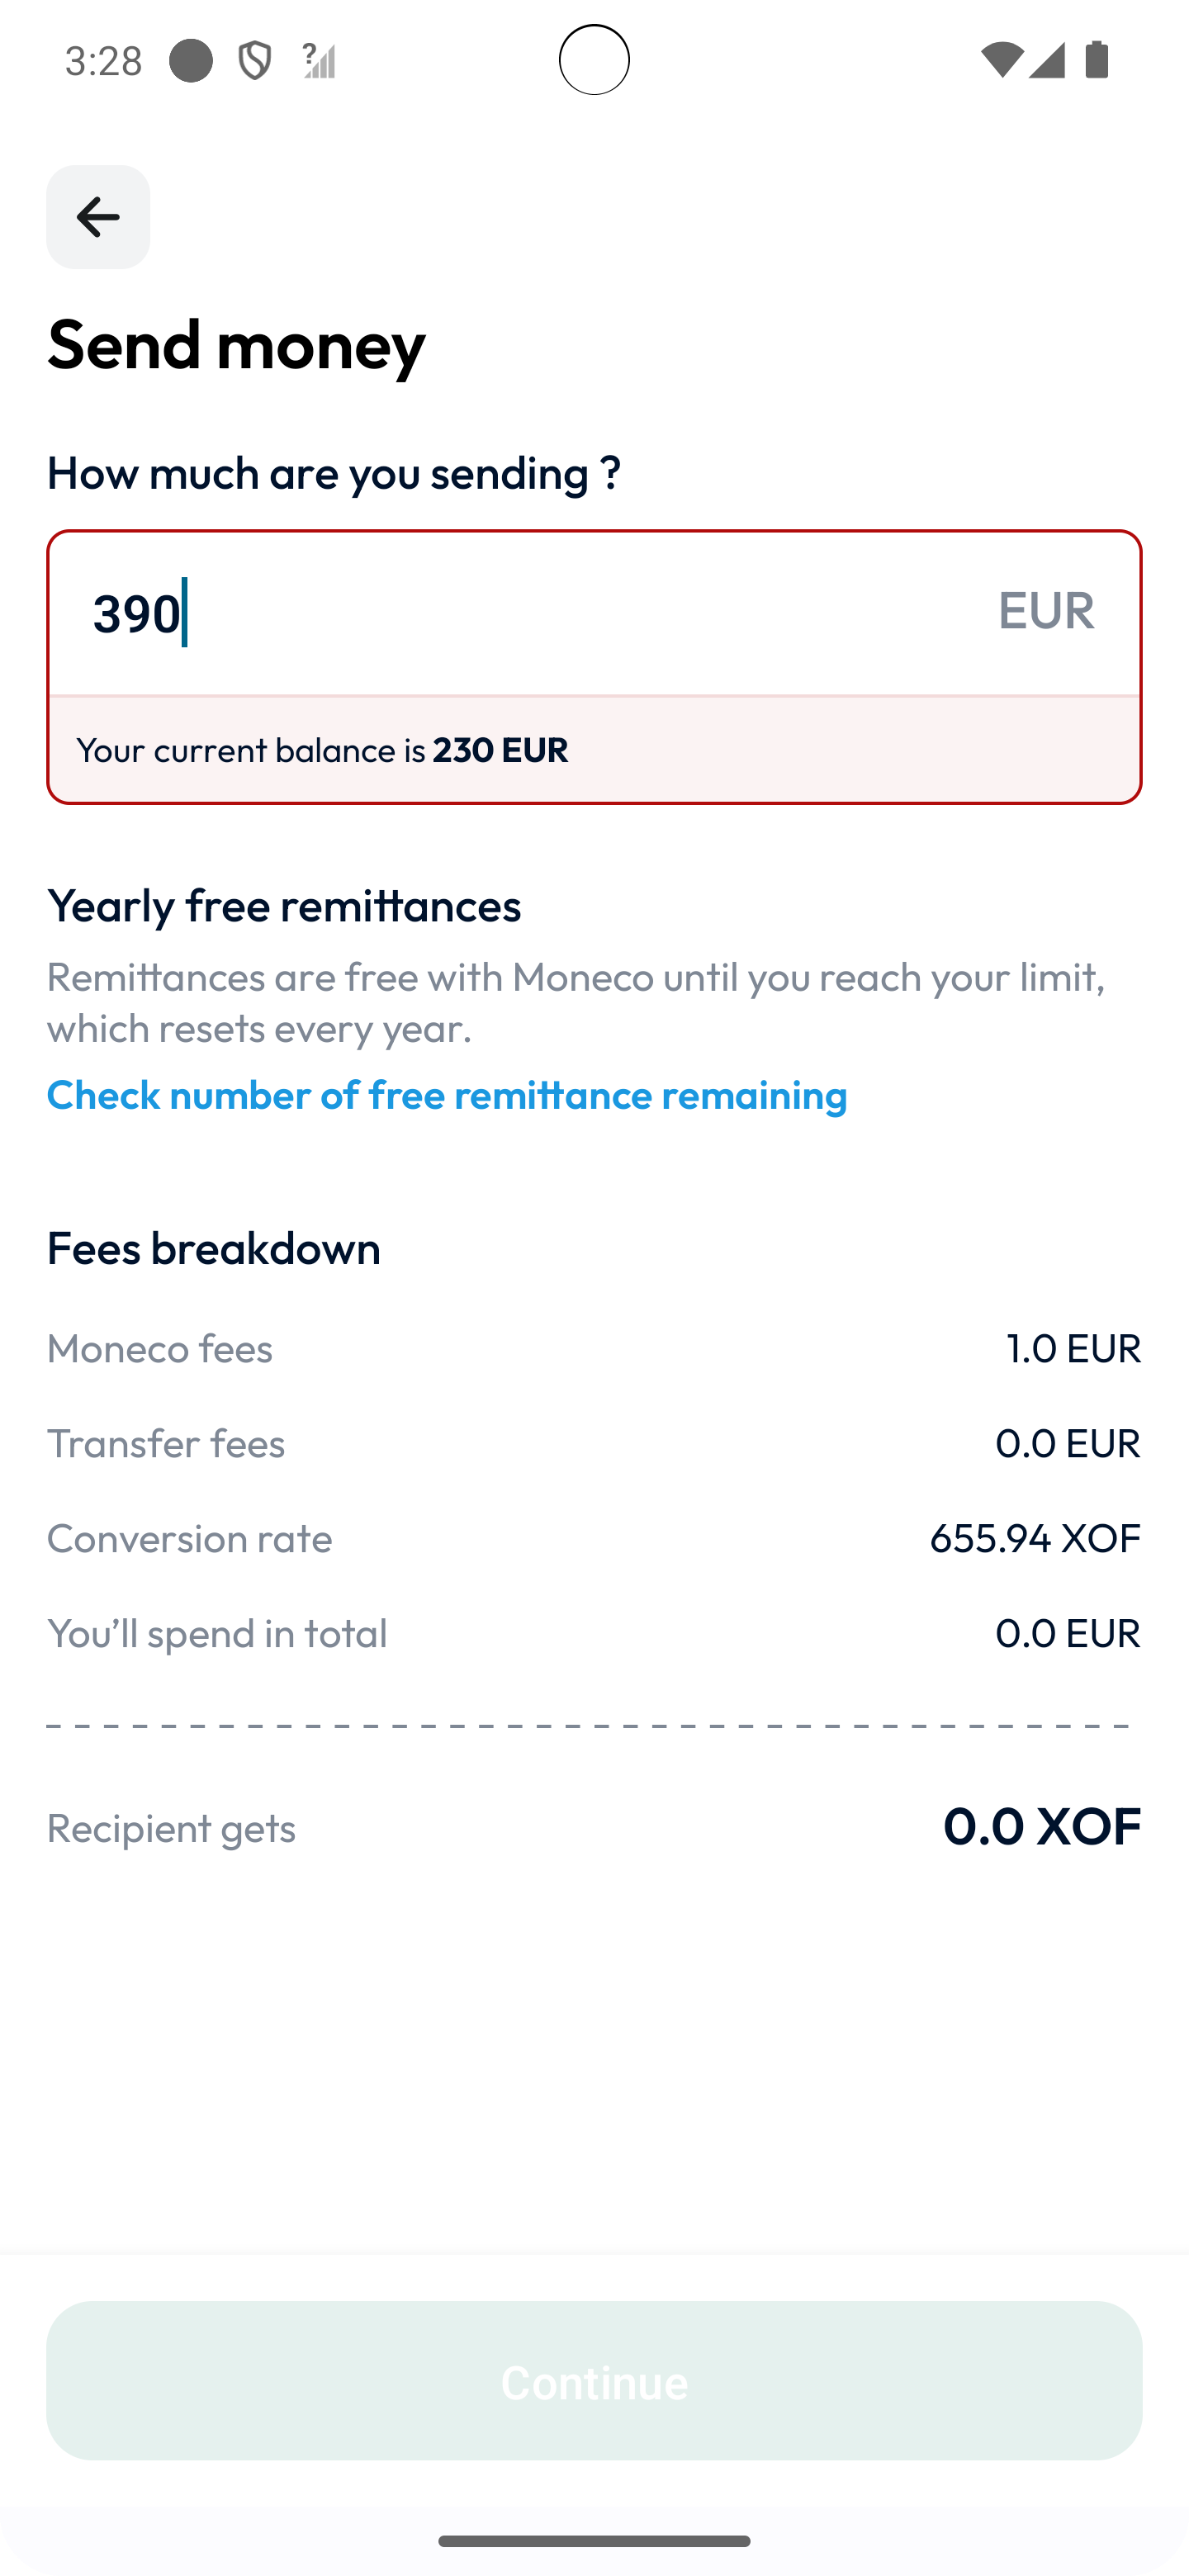 3:28
Send money
How much are you sending ?
390
EUR
Your current balance is 230 EUR
Yearly free remittances
Remittances are free with Moneco until you reach your limit,
which resets every year.
Check number of free remittance remaining
Fees breakdown
Moneco fees 1.0 EUR
Transfer fees 0.0 EUR
Conversion rate 655.94 XOF
You’ll spend in total 0.0 EUR
Recipient gets 0.0 XOF
Continue